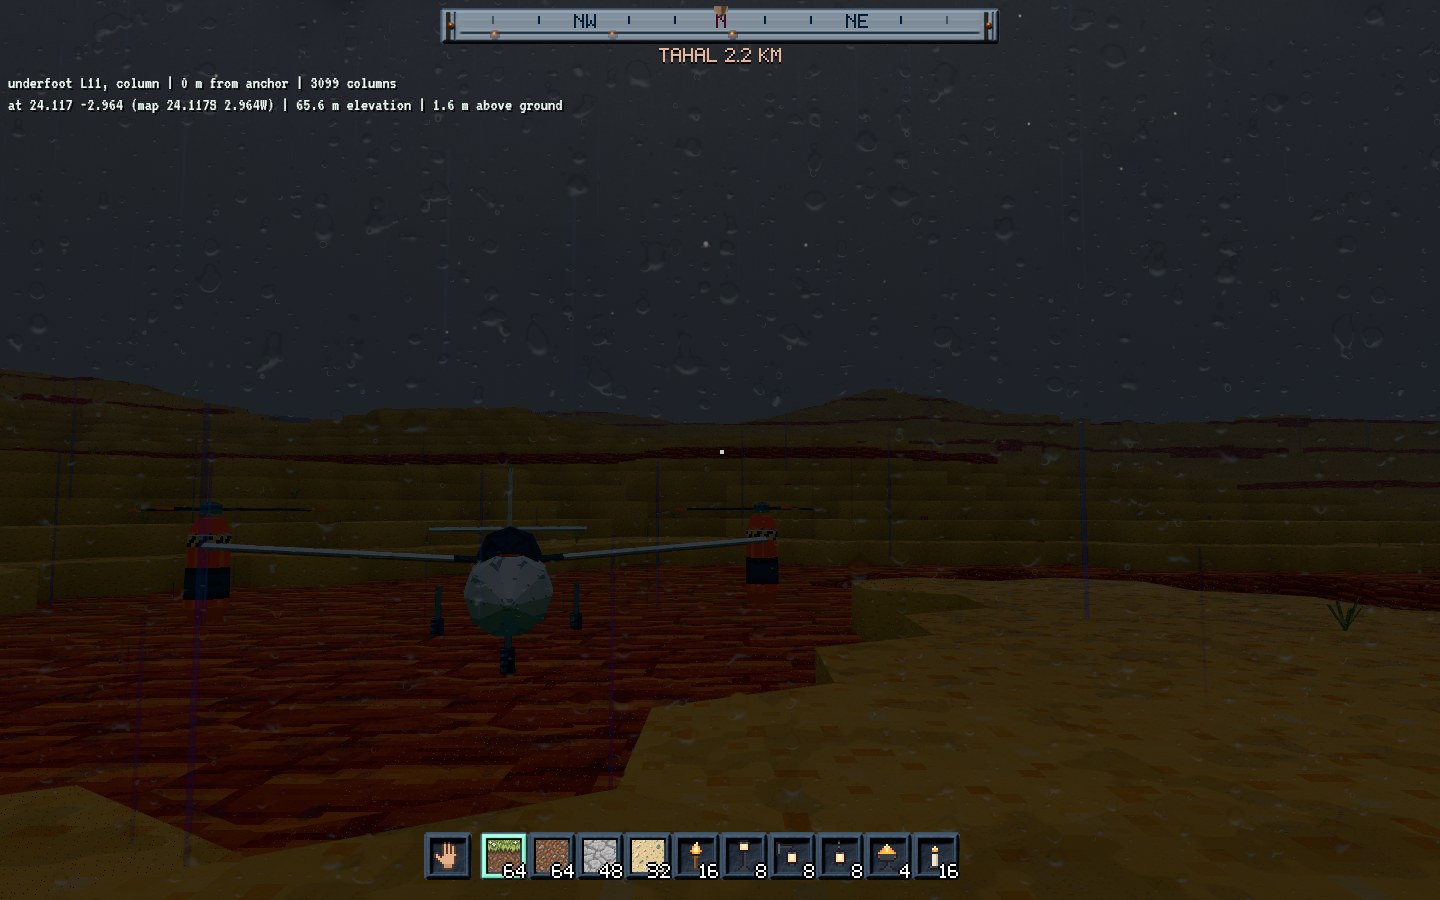 NW N NE
TAHAL 2.2 KM
underfoot L11, column | 0 m from anchor | 3099 columns
at 24.117 -2.964 (map 24.117S 2.964W) | 65.6 m elevation | 1.6 m above ground
64 64 48 32 16 8 8 8 4 16